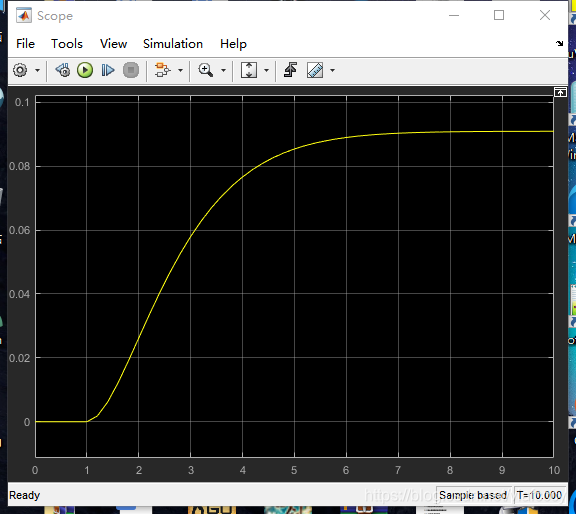 Scope
File Tools View Simulation Help
0.1
0.08
0.06
0.04
0.02
0
0 1 2 3 4 5 6 7 8 9 10
Ready
Sample based T=10.000